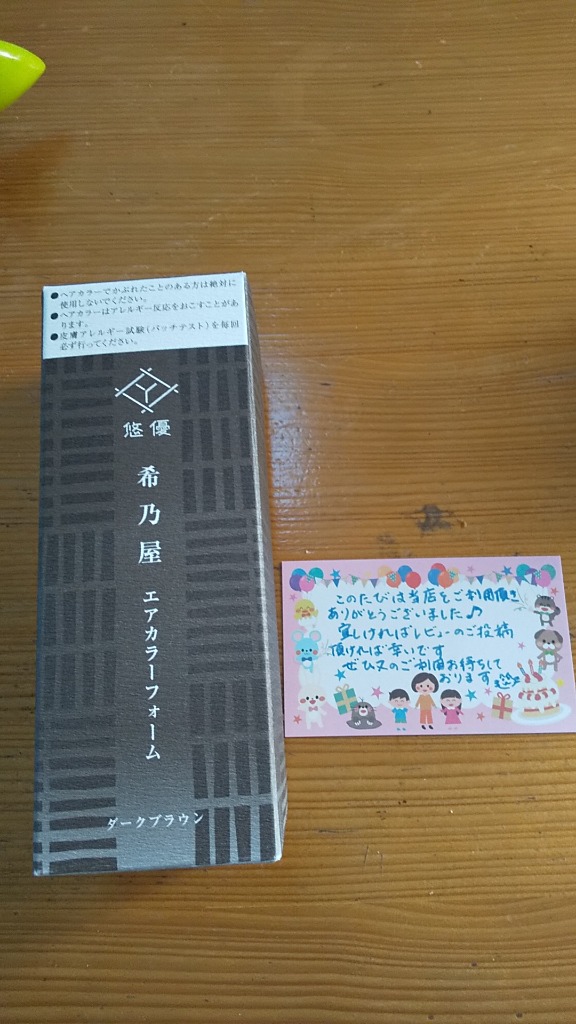 ●ヘアカラーでかぶれたことのある方は絶対に
使用しないでください。
●ヘアカラーはアレルギー反応をおこすことがあ
ります。
●皮膚アレルギー試験(パッチテスト)を毎回
必ず行ってください。
悠優
希乃屋 エアカラーフォーム
ダークブラウン
このたびは当店をご利用頂き
ありがとうございました♪
宜しければレビューのご投稿
頂ければ幸いです
ぜひ又のご利用お待ちして
おります